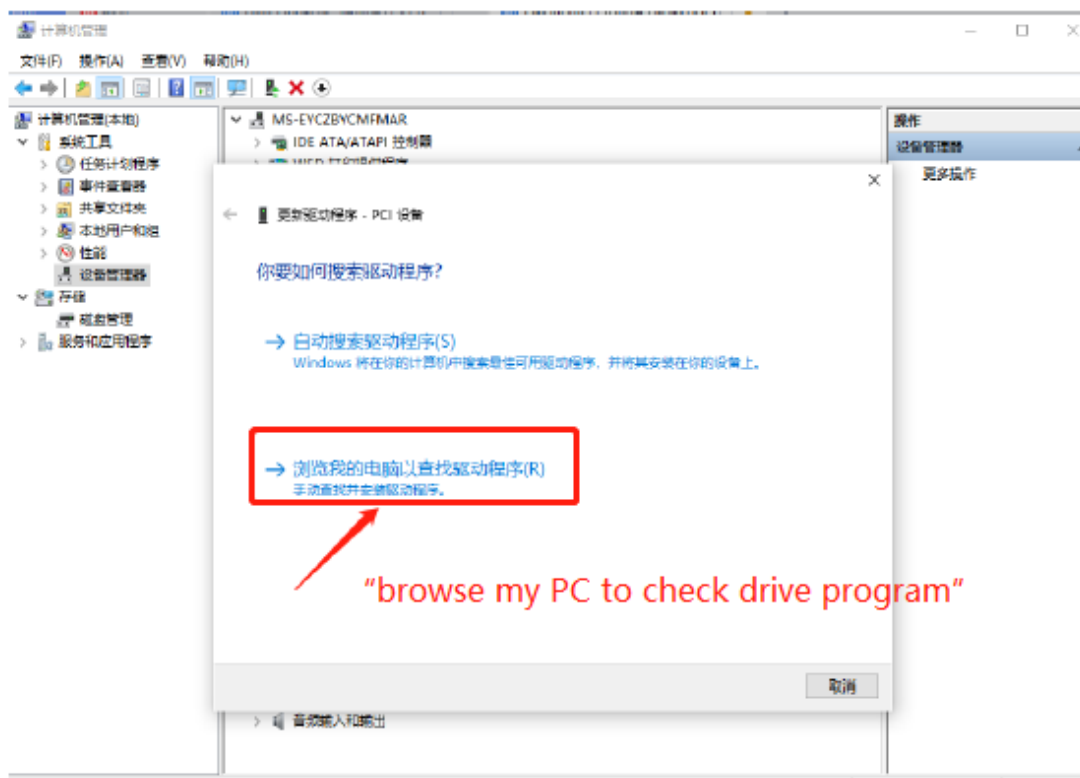 计算机管理
文件(F) 操作(A) 查看(V) 帮助(H)
计算机管理(本地)
系统工具
任务计划程序
事件查看器
共享文件夹
本地用户和组
性能
设备管理器
存储
磁盘管理
服务和应用程序
MS-EYCZBYCMFMAR
IDE ATA/ATAPI 控制器
更新驱动程序 - PCI 设备
你要如何搜索驱动程序?
自动搜索驱动程序(S)
Windows 将在你的计算机中搜索最佳可用驱动程序，并将其安装在你的设备上。
浏览我的电脑以查找驱动程序(R)
手动查找并安装驱动程序。
"browse my PC to check drive program"
取消
音频输入和输出
操作
设备管理器
更多操作